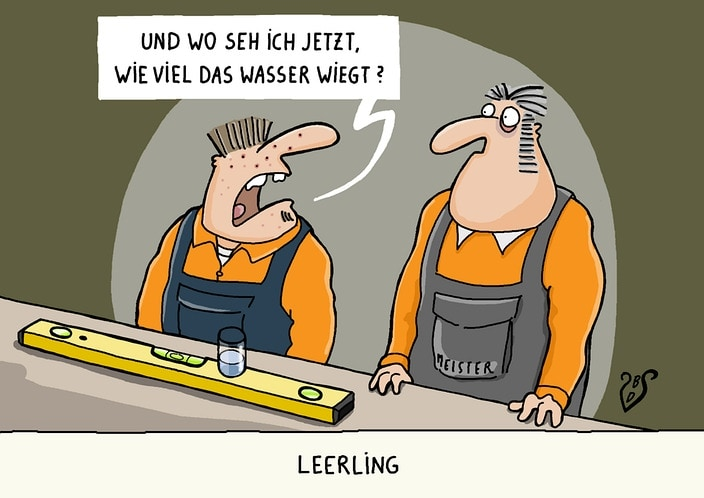 UND WO SEH ICH JETZT,
WIE VIEL DAS WASSER WIEGT?
MEISTER
LEERLING